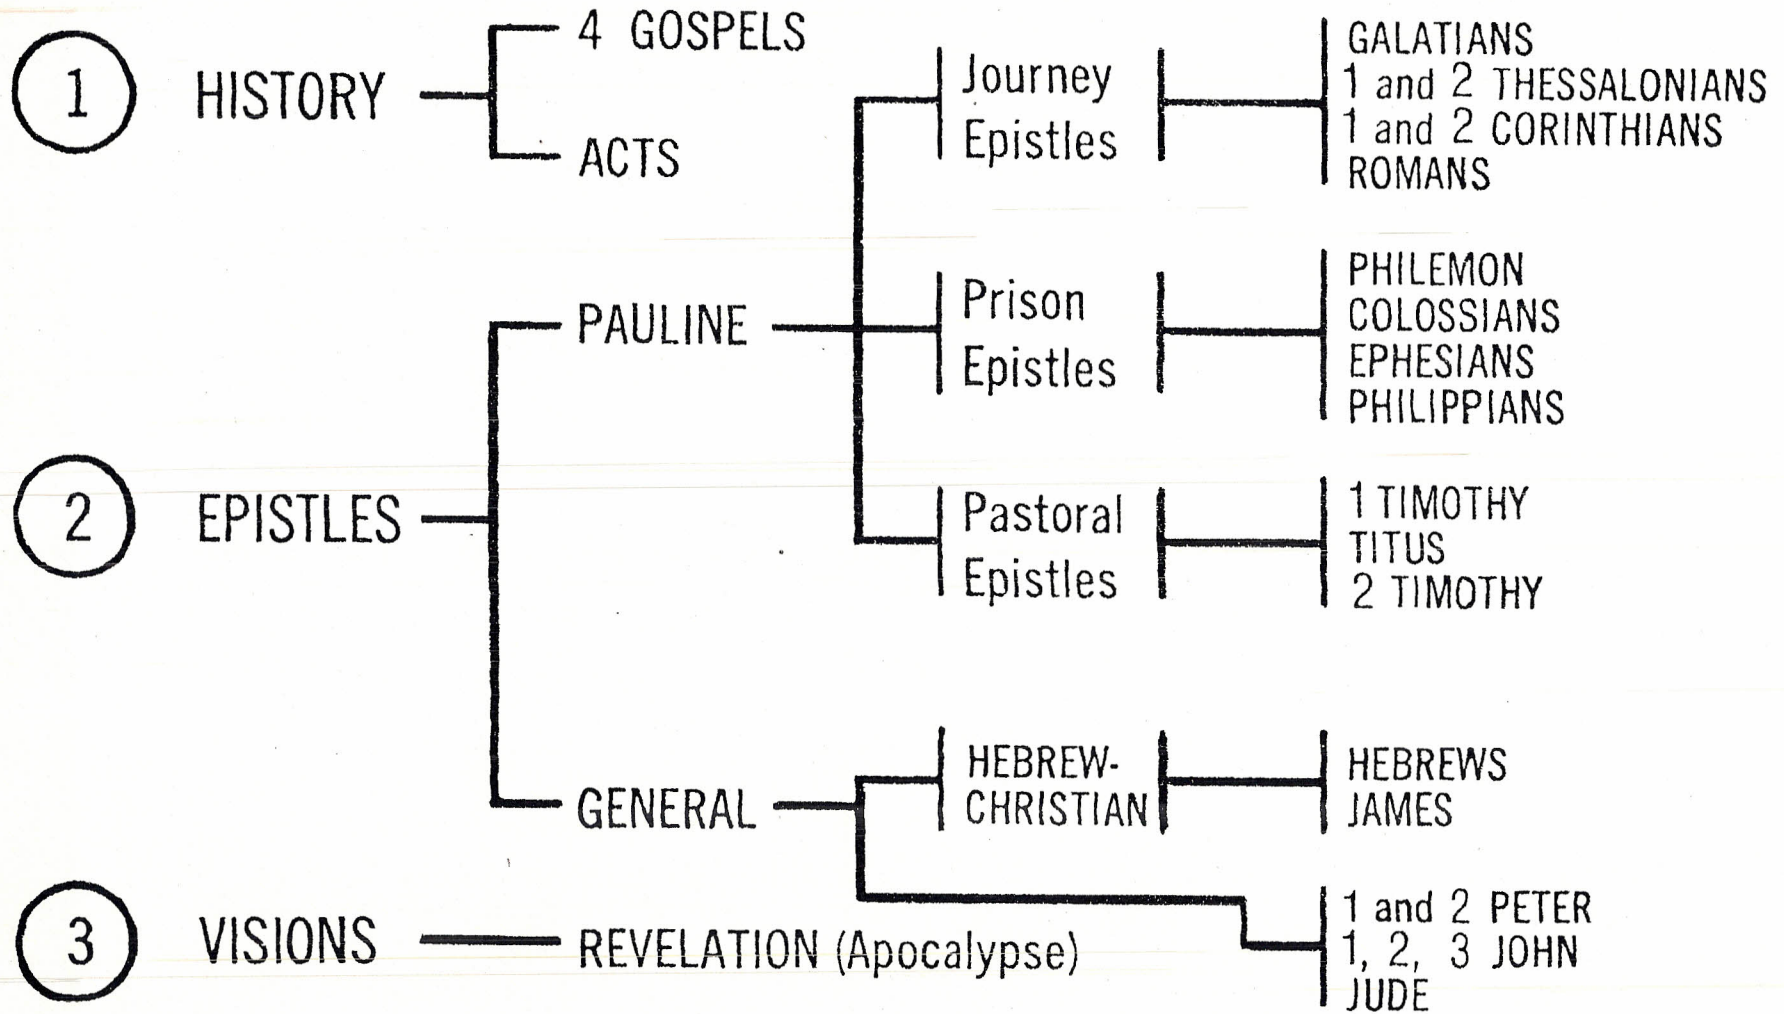 1
HISTORY
4 GOSPELS
ACTS
2
EPISTLES
PAULINE
Journey
Epistles
GALATIANS
1 and 2 THESSALONIANS
1 and 2 CORINTHIANS
ROMANS
Prison
Epistles
PHILEMON
COLOSSIANS
EPHESIANS
PHILIPPIANS
Pastoral
Epistles
1 TIMOTHY
TITUS
2 TIMOTHY
GENERAL
HEBREW-
CHRISTIAN
HEBREWS
JAMES
1 and 2 PETER
1, 2, 3 JOHN
JUDE
3
VISIONS
REVELATION (Apocalypse)